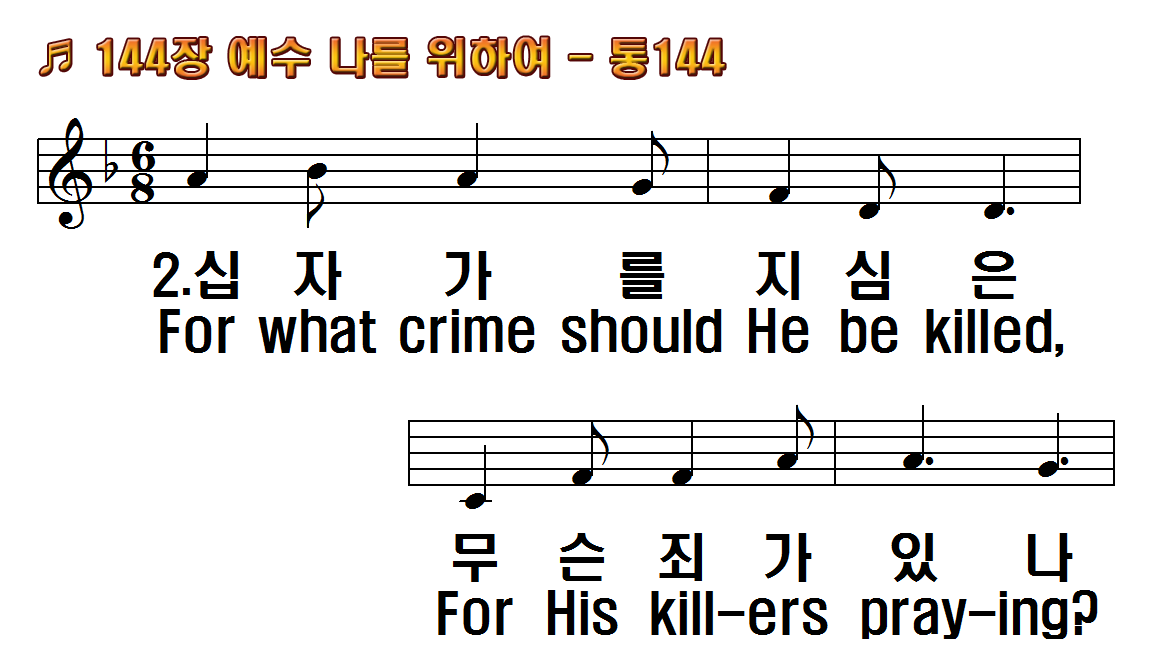 ♬ 144장 예수 나를 위하여 - 통144
6
8
2.십 자 가 를 지 심 은
For what crime should He be killed,
무 슨 죄 가 있 나
For His kill-ers pray-ing?